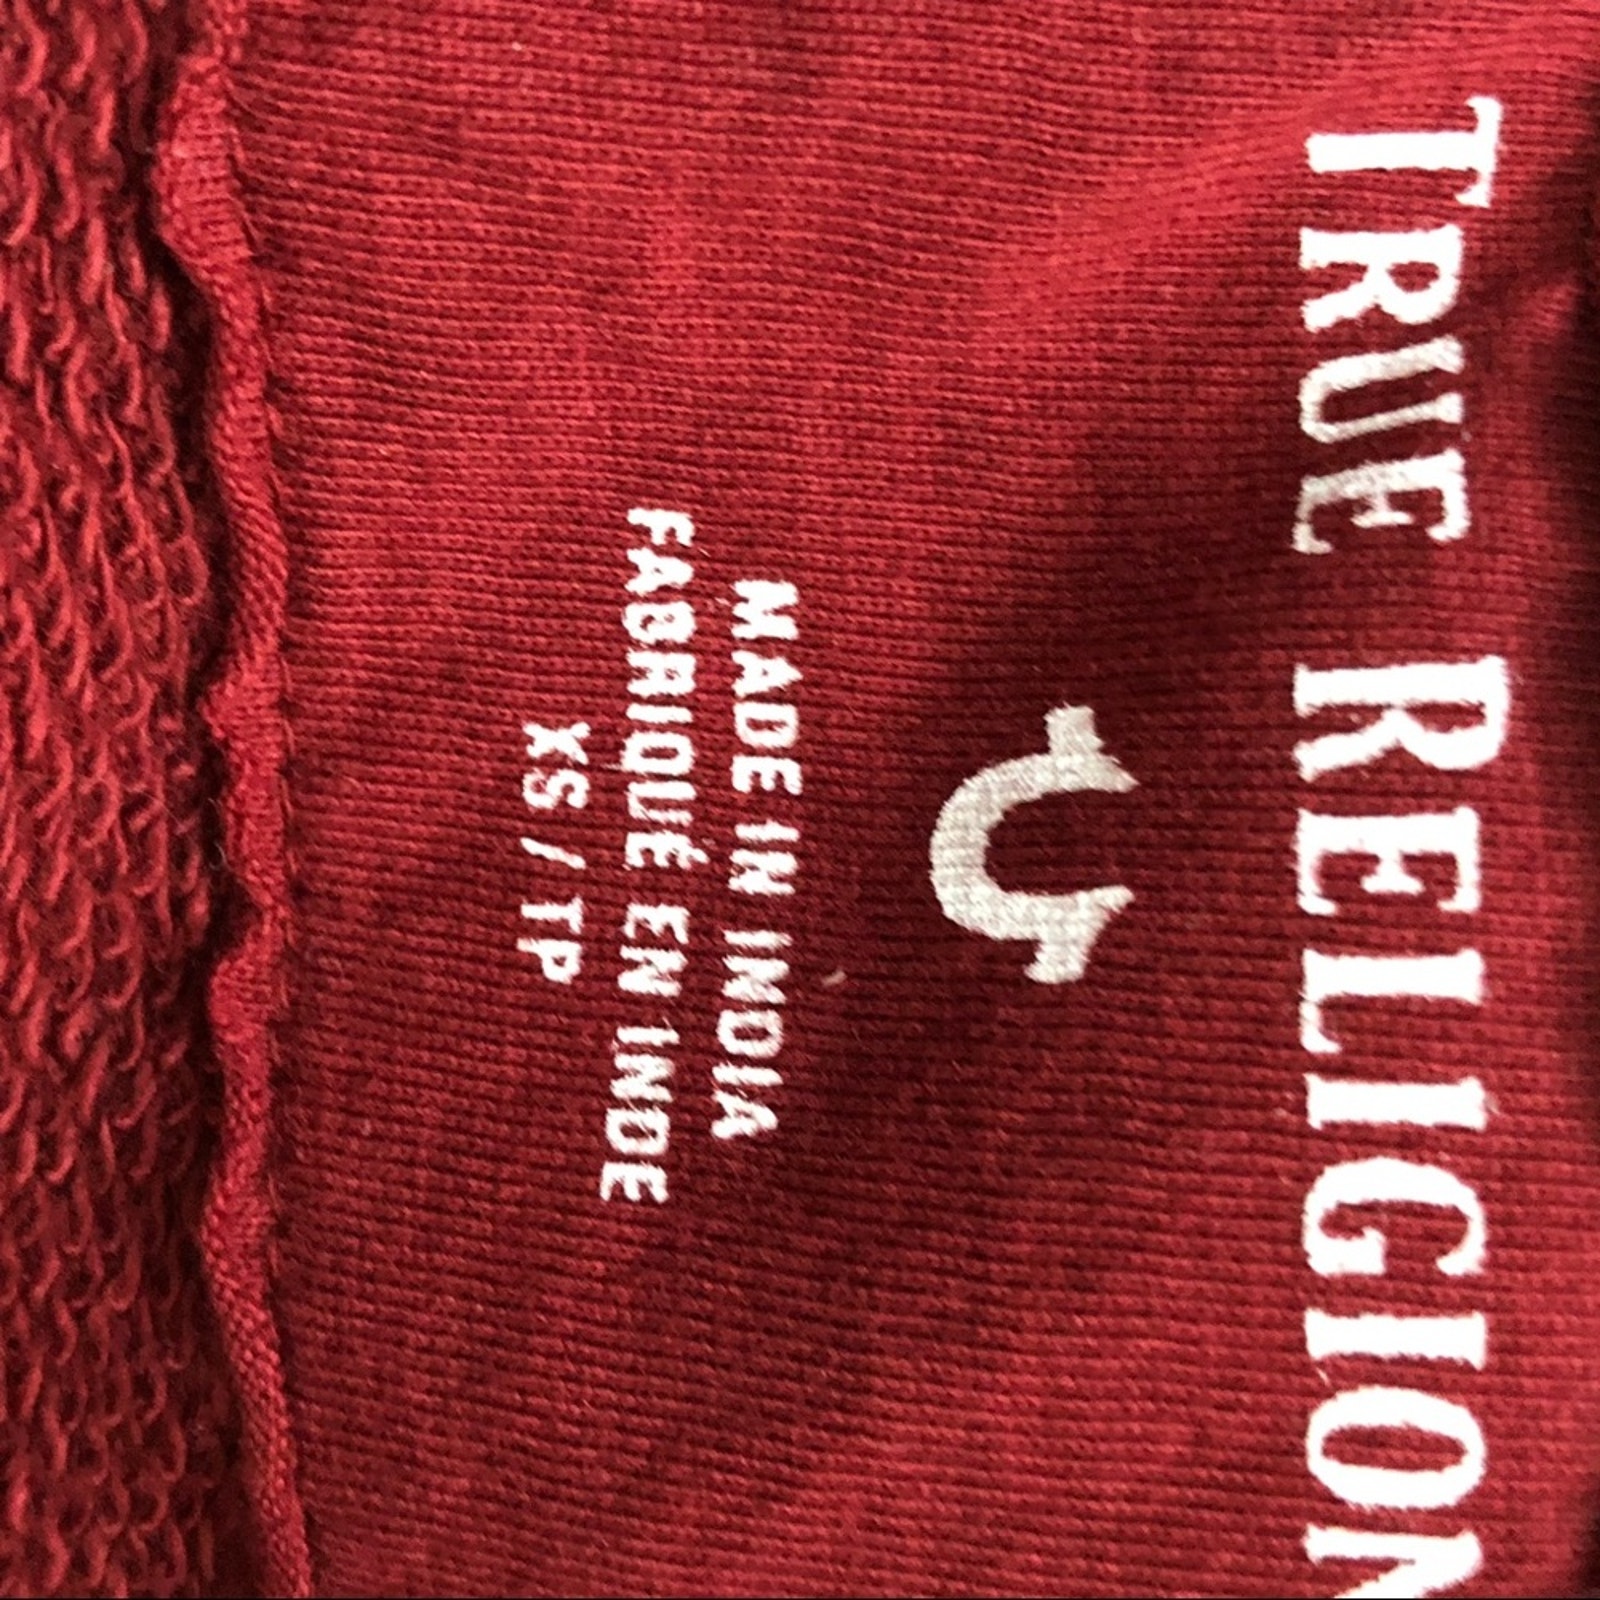 TRUE RELIGION
MADE IN INDIA
FABRIQUÉ EN INDE
XS / TP